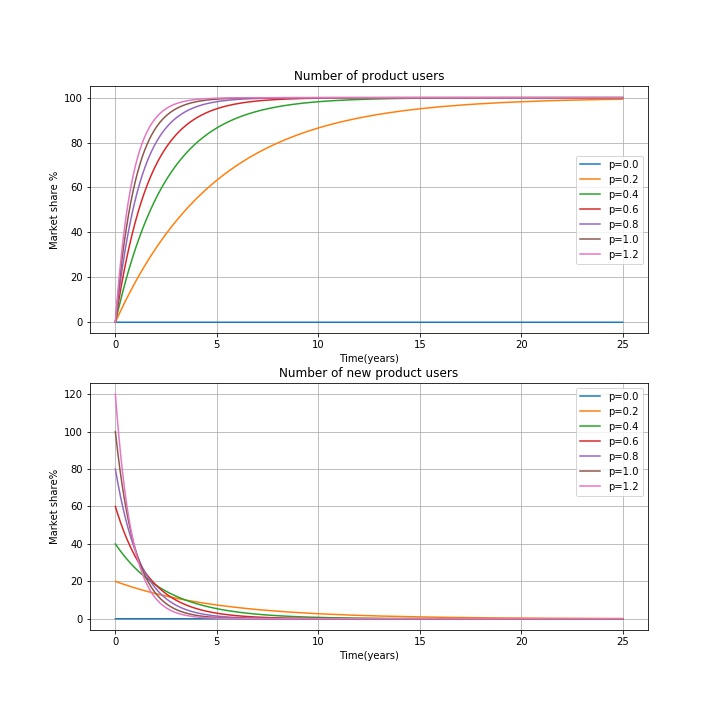 Number of product users
100
80
60
40
20
0
Market share %
p=0.0
p=0.2
p=0.4
p=0.6
p=0.8
p=1.0
p=1.2
0 5 10 15 20 25
Time(years)
Number of new product users
120
100
80
60
40
20
0
Market share%
p=0.0
p=0.2
p=0.4
p=0.6
p=0.8
p=1.0
p=1.2
0 5 10 15 20 25
Time(years)